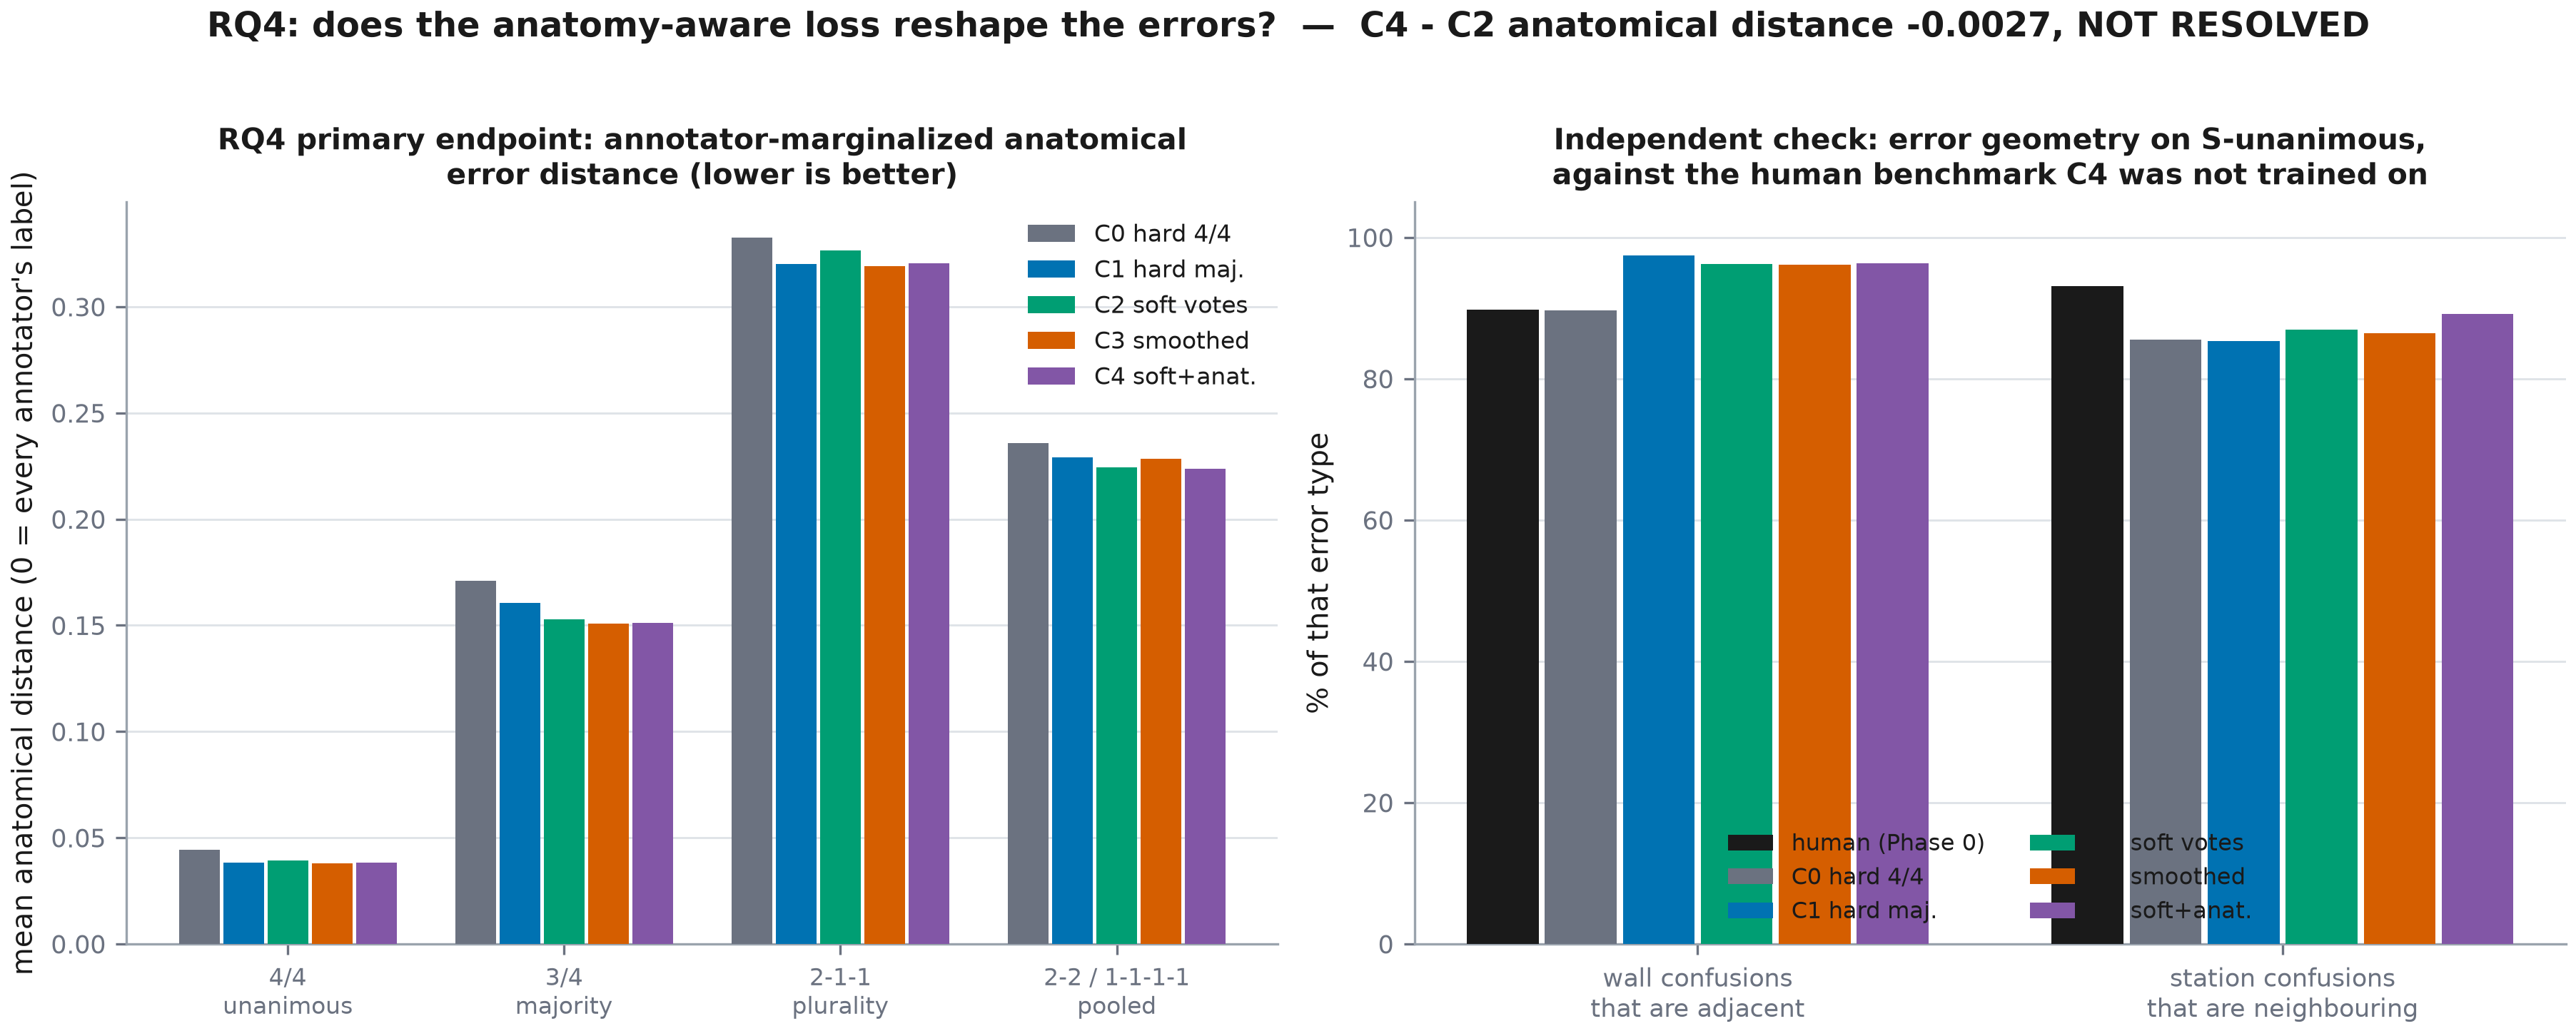 RQ4: does the anatomy-aware loss reshape the errors? — C4 - C2 anatomical distance -0.0027, NOT RESOLVED
RQ4 primary endpoint: annotator-marginalized anatomical
error distance (lower is better)
mean anatomical distance (0 = every annotator's label)
0.30
0.25
0.20
0.15
0.10
0.05
0.00
C0 hard 4/4
C1 hard maj.
C2 soft votes
C3 smoothed
C4 soft+anat.
4/4
unanimous
3/4
majority
2-1-1
plurality
2-2 / 1-1-1-1
pooled
Independent check: error geometry on S-unanimous,
against the human benchmark C4 was not trained on
% of that error type
100
80
60
40
20
0
human (Phase 0)
C0 hard 4/4
C1 hard maj.
soft votes
smoothed
soft+anat.
wall confusions
that are adjacent
station confusions
that are neighbouring